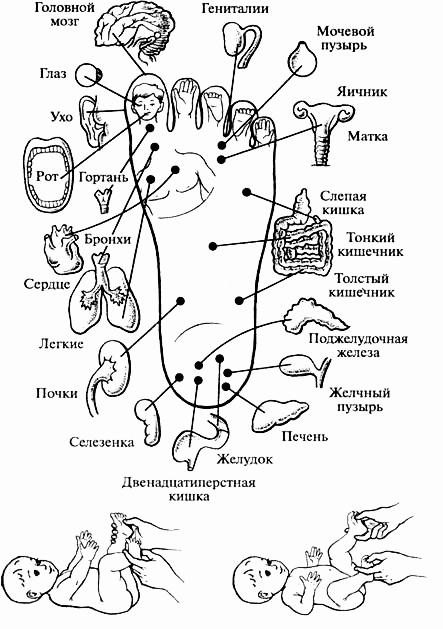 Головной
мозг
Гениталии
Мочевой
пузырь
Глаз
Ухо
Яичник
Матка
Рот
Гортань
Слепая
кишка
Бронхи
Тонкий
кишечник
Сердце
Толстый
кишечник
Легкие
Поджелудочная
железа
Почки
Желчный
пузырь
Селезенка
Печень
Желудок
Двенадцатиперстная
кишка